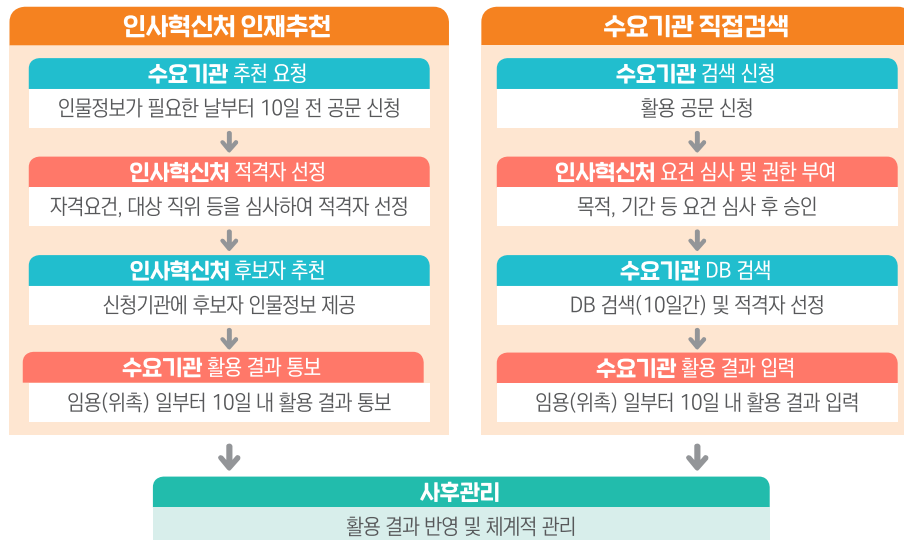 인사혁신처 인재추천
수요기관 추천 요청
인물정보가 필요한 날부터 10일 전 공문 신청
인사혁신처 적격자 선정
자격요건, 대상 직위 등을 심사하여 적격자 선정
인사혁신처 후보자 추천
신청기관에 후보자 인물정보 제공
수요기관 활용 결과 통보
임용(위촉) 일부터 10일 내 활용 결과 통보
수요기관 직접검색
수요기관 검색 신청
활용 공문 신청
인사혁신처 요건 심사 및 권한 부여
목적, 기간 등 요건 심사 후 승인
수요기관 DB 검색
DB 검색(10일간) 및 적격자 선정
수요기관 활용 결과 입력
임용(위촉) 일부터 10일 내 활용 결과 입력
사후관리
활용 결과 반영 및 체계적 관리